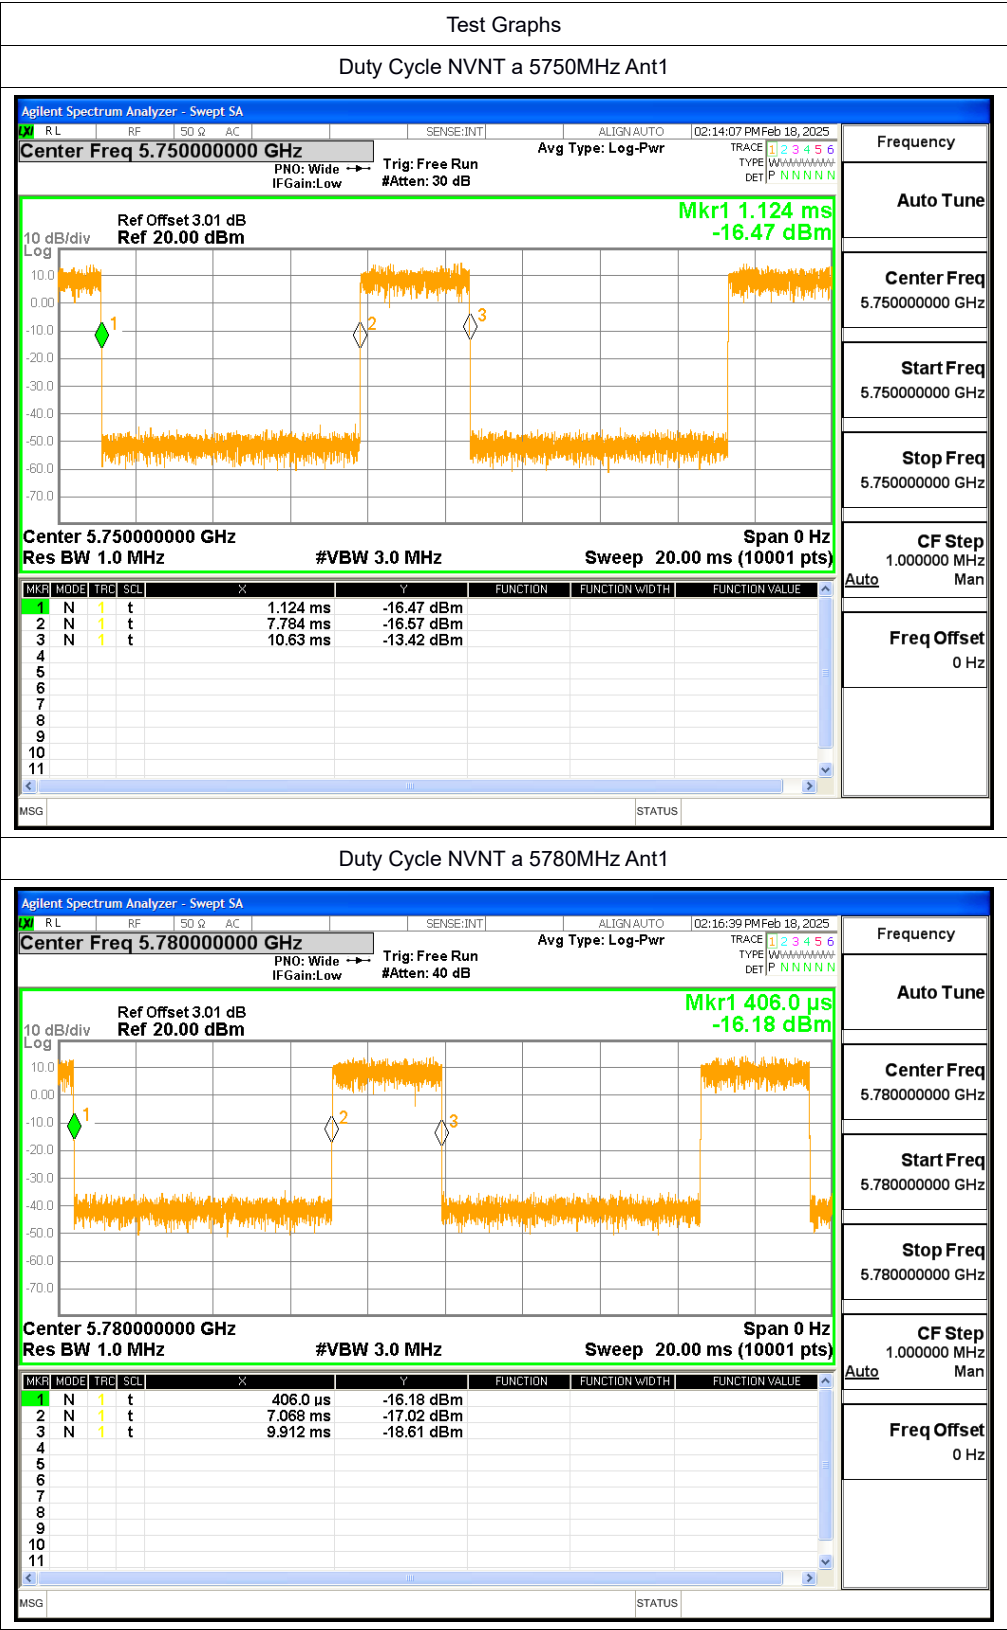 Test Graphs
Duty Cycle NVNT a 5750MHz Ant1
Agilent Spectrum Analyzer - Swept SA
LXI RL RF 50 Ω AC SENSE:INT ALIGN AUTO 02:14:07 PM Feb 18, 2025
Center Freq 5.750000000 GHz
PNO: Wide
IFGain:Low
Trig: Free Run
#Atten: 30 dB
Avg Type: Log-Pwr
TRACE 1 2 3 4 5 6
TYPE WWWWWW
DET P N N N N N
Frequency
Mkr1 1.124 ms
-16.47 dBm
Ref Offset 3.01 dB
10 dB/div Ref 20.00 dBm
Log
10.0
0.00
-10.0
-20.0
-30.0
-40.0
-50.0
-60.0
-70.0
1
2
3
Center 5.750000000 GHz Span 0 Hz
Res BW 1.0 MHz #VBW 3.0 MHz Sweep 20.00 ms (10001 pts)
MKR MODE TRC SCL X Y FUNCTION FUNCTION WIDTH FUNCTION VALUE
1 N 1 t 1.124 ms -16.47 dBm
2 N 1 t 7.784 ms -16.57 dBm
3 N 1 t 10.63 ms -13.42 dBm
4
5
6
7
8
9
10
11
MSG STATUS
Auto Tune
Center Freq
5.750000000 GHz
Start Freq
5.750000000 GHz
Stop Freq
5.750000000 GHz
CF Step
1.000000 MHz
Auto Man
Freq Offset
0 Hz
Duty Cycle NVNT a 5780MHz Ant1
Agilent Spectrum Analyzer - Swept SA
LXI RL RF 50 Ω AC SENSE:INT ALIGN AUTO 02:16:39 PM Feb 18, 2025
Center Freq 5.780000000 GHz
PNO: Wide
IFGain:Low
Trig: Free Run
#Atten: 40 dB
Avg Type: Log-Pwr
TRACE 1 2 3 4 5 6
TYPE WWWWWW
DET P N N N N N
Frequency
Mkr1 406.0 µs
-16.18 dBm
Ref Offset 3.01 dB
10 dB/div Ref 20.00 dBm
Log
10.0
0.00
-10.0
-20.0
-30.0
-40.0
-50.0
-60.0
-70.0
1
2
3
Center 5.780000000 GHz Span 0 Hz
Res BW 1.0 MHz #VBW 3.0 MHz Sweep 20.00 ms (10001 pts)
MKR MODE TRC SCL X Y FUNCTION FUNCTION WIDTH FUNCTION VALUE
1 N 1 t 406.0 µs -16.18 dBm
2 N 1 t 7.068 ms -17.02 dBm
3 N 1 t 9.912 ms -18.61 dBm
4
5
6
7
8
9
10
11
MSG STATUS
Auto Tune
Center Freq
5.780000000 GHz
Start Freq
5.780000000 GHz
Stop Freq
5.780000000 GHz
CF Step
1.000000 MHz
Auto Man
Freq Offset
0 Hz